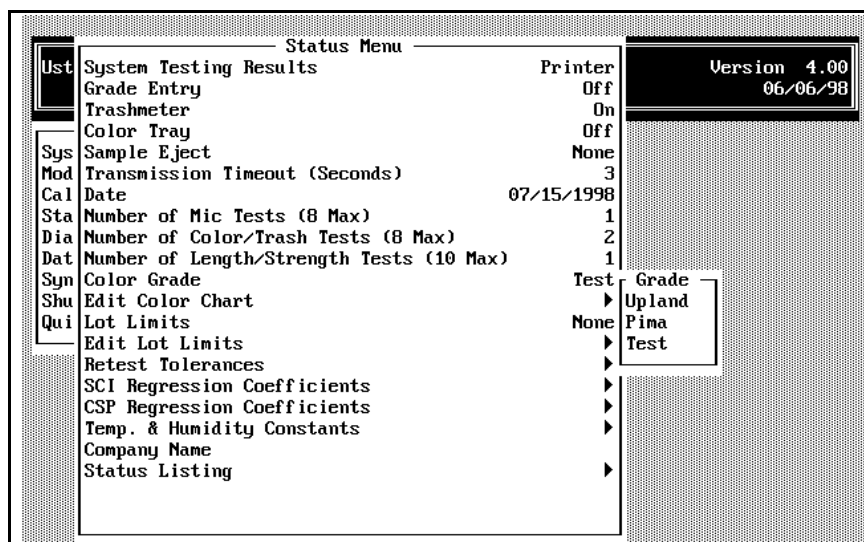 Status Menu
Ust Version 4.00
06/06/98
System Testing Results Printer
Grade Entry Off
Trashmeter On
Color Tray Off
Sys Sample Eject None
Mod Transmission Timeout (Seconds) 3
Cal Date 07/15/1998
Sta Number of Mic Tests (8 Max) 1
Dia Number of Color/Trash Tests (8 Max) 2
Dat Number of Length/Strength Tests (10 Max) 1
Syn Color Grade Test Grade
Shu Edit Color Chart Upland
Qui Lot Limits None Pima
Edit Lot Limits Test
Retest Tolerances
SCI Regression Coefficients
CSP Regression Coefficients
Temp. & Humidity Constants
Company Name
Status Listing